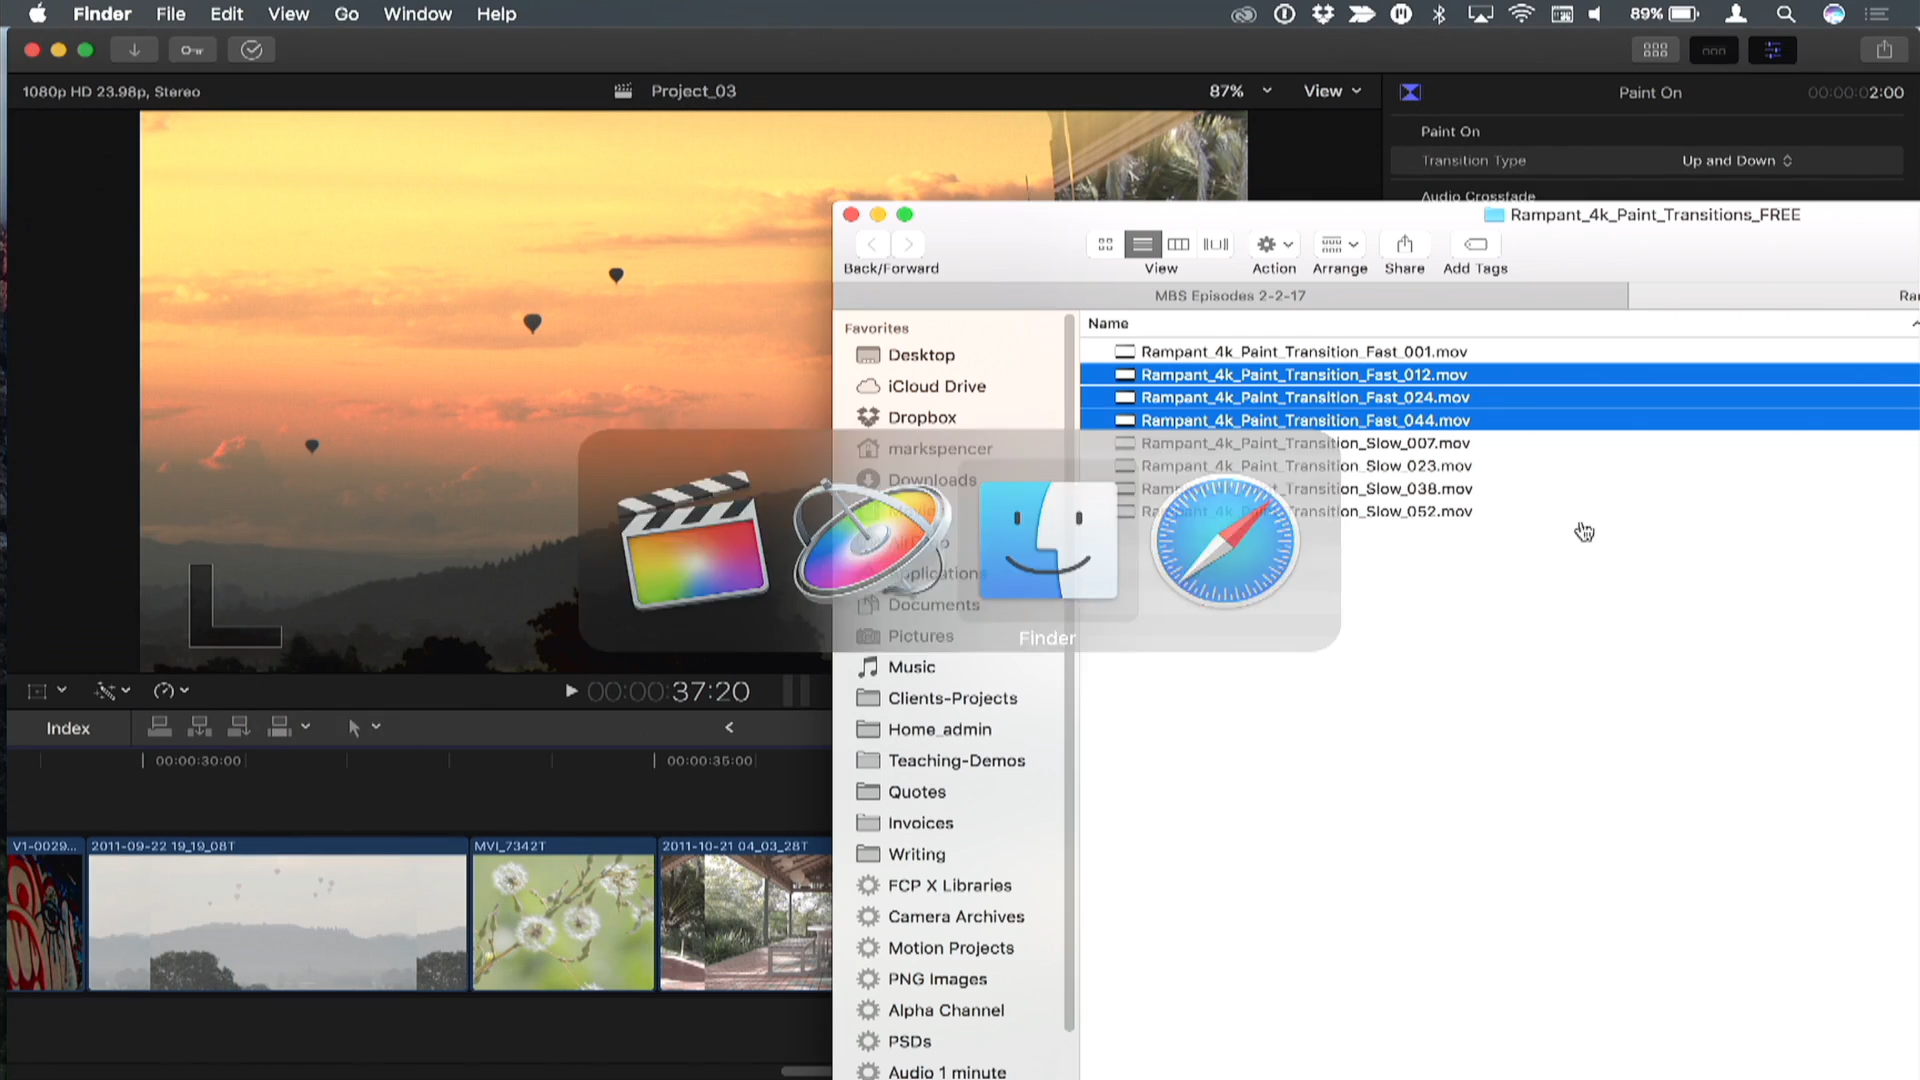 Finder File Edit View Go Window Help
89%
1080p HD 23.98p, Stereo
Project_03
87%
View
Paint On
00:00:02:00
Paint On
Transition Type
Up and Down
Audio Crossfade
Rampant_4k_Paint_Transitions_FREE
Back/Forward
View
Action
Arrange
Share
Add Tags
MBS Episodes 2-2-17
Favorites
Desktop
iCloud Drive
Dropbox
markspencer
Downloads
Applications
Documents
Pictures
Music
Clients-Projects
Home_admin
Teaching-Demos
Quotes
Invoices
Writing
FCP X Libraries
Camera Archives
Motion Projects
PNG Images
Alpha Channel
PSDs
Audio 1 minute
Name
Rampant_4k_Paint_Transition_Fast_001.mov
Rampant_4k_Paint_Transition_Fast_012.mov
Rampant_4k_Paint_Transition_Fast_024.mov
Rampant_4k_Paint_Transition_Fast_044.mov
Rampant_4k_Paint_Transition_Slow_007.mov
Rampant_4k_Paint_Transition_Slow_023.mov
Rampant_4k_Paint_Transition_Slow_038.mov
Rampant_4k_Paint_Transition_Slow_052.mov
Finder
L
00:00:37:20
Index
00:00:30:00
00:00:35:00
V1-0029...
2011-09-22 19_19_08T
MVI_7342T
2011-10-21 04_03_28T